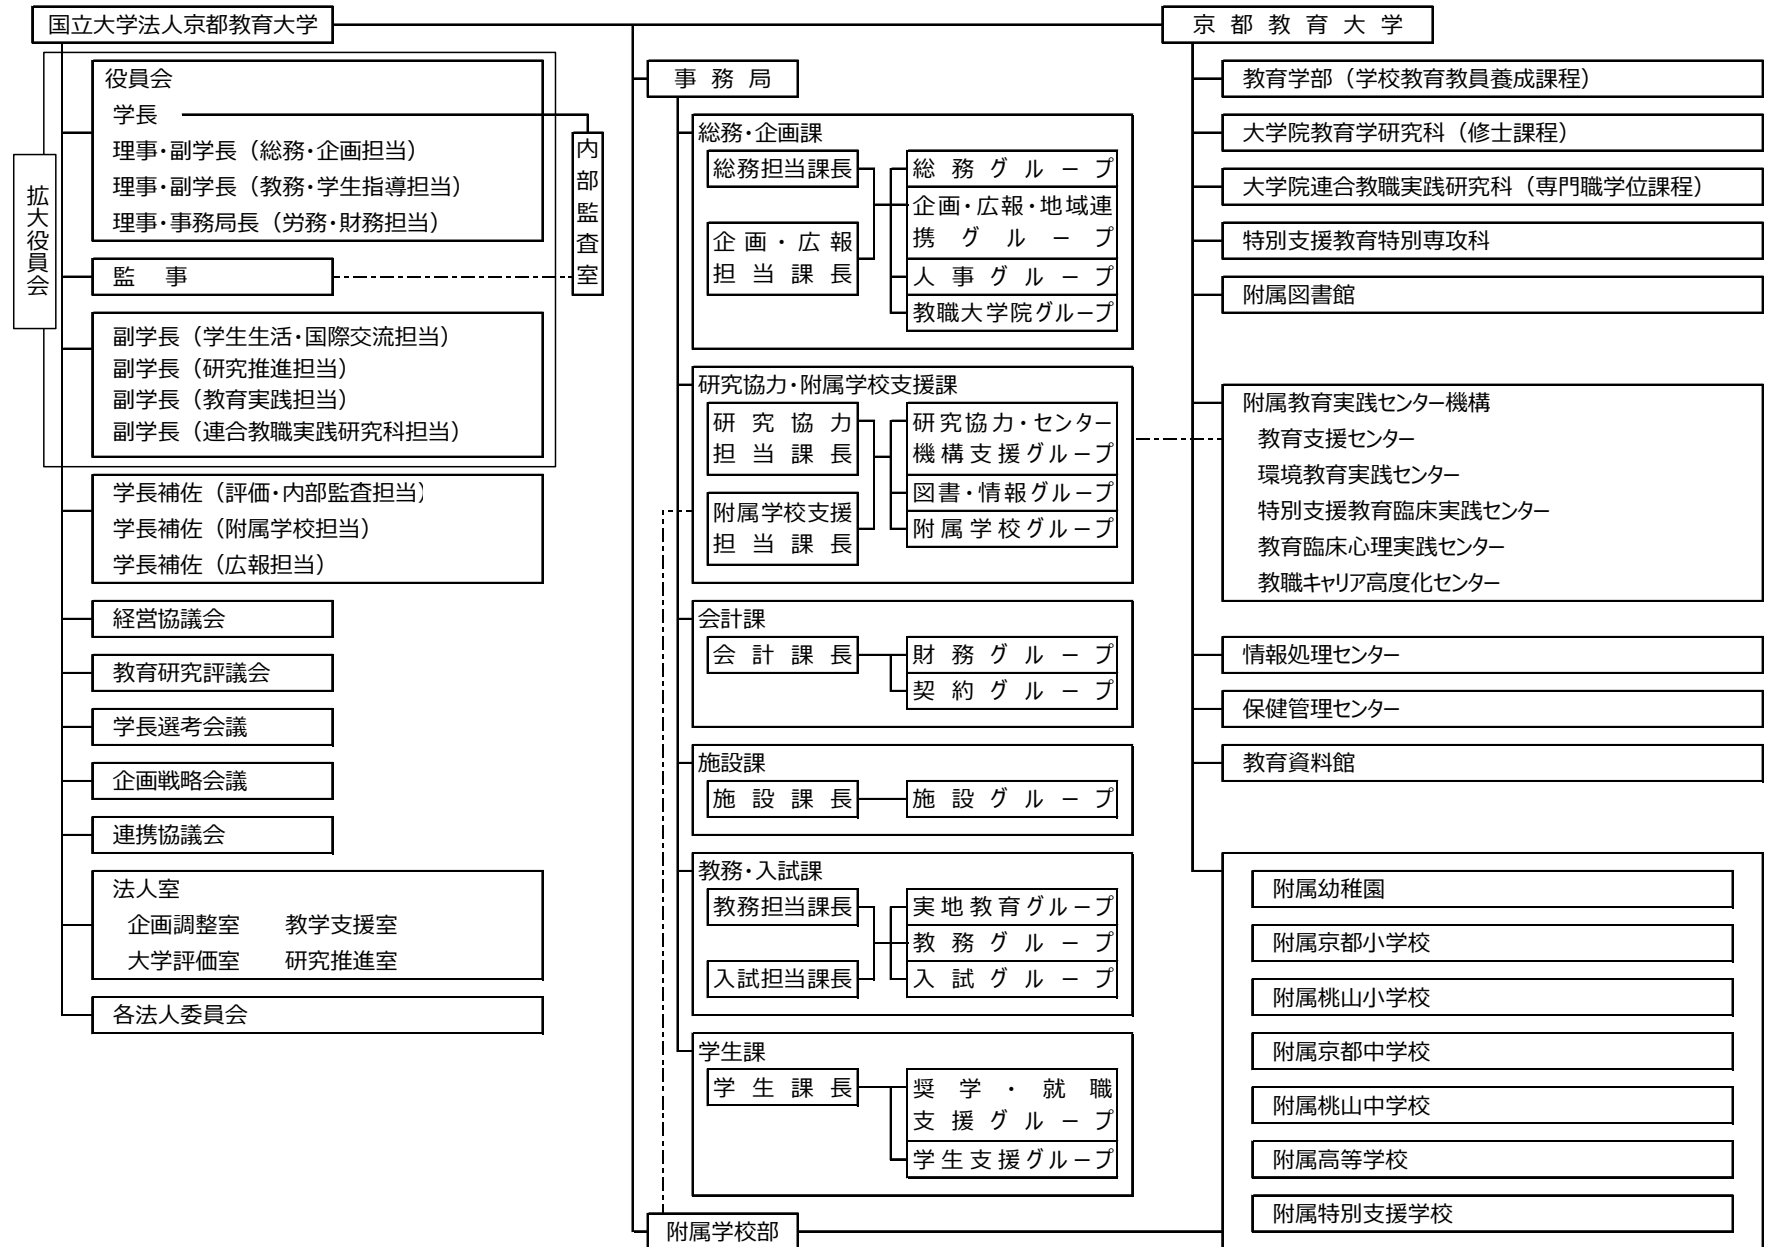 国立大学法人京都教育大学
拡大役員会
役員会
学長
理事・副学長（総務・企画担当）
理事・副学長（教務・学生指導担当）
理事・事務局長（労務・財務担当）
内部監査室
監事
副学長（学生生活・国際交流担当）
副学長（研究推進担当）
副学長（教育実践担当）
副学長（連合教職実践研究科担当）
学長補佐（評価・内部監査担当）
学長補佐（附属学校担当）
学長補佐（広報担当）
経営協議会
教育研究評議会
学長選考会議
企画戦略会議
連携協議会
法人室
企画調整室　教学支援室
大学評価室　研究推進室
各法人委員会
事務局
総務・企画課
総務担当課長
企画・広報
担当課長
総務グループ
企画・広報・地域連
携グループ
人事グループ
教職大学院グループ
研究協力・附属学校支援課
研究協力
担当課長
附属学校支援
担当課長
研究協力・センター
機構支援グループ
図書・情報グループ
附属学校グループ
会計課
会計課長
財務グループ
契約グループ
施設課
施設課長
施設グループ
教務・入試課
教務担当課長
入試担当課長
実地教育グループ
教務グループ
入試グループ
学生課
学生課長
奨学・就職
支援グループ
学生支援グループ
附属学校部
京都教育大学
教育学部（学校教育教員養成課程）
大学院教育学研究科（修士課程）
大学院連合教職実践研究科（専門職学位課程）
特別支援教育特別専攻科
附属図書館
附属教育実践センター機構
教育支援センター
環境教育実践センター
特別支援教育臨床実践センター
教育臨床心理実践センター
教職キャリア高度化センター
情報処理センター
保健管理センター
教育資料館
附属幼稚園
附属京都小学校
附属桃山小学校
附属京都中学校
附属桃山中学校
附属高等学校
附属特別支援学校